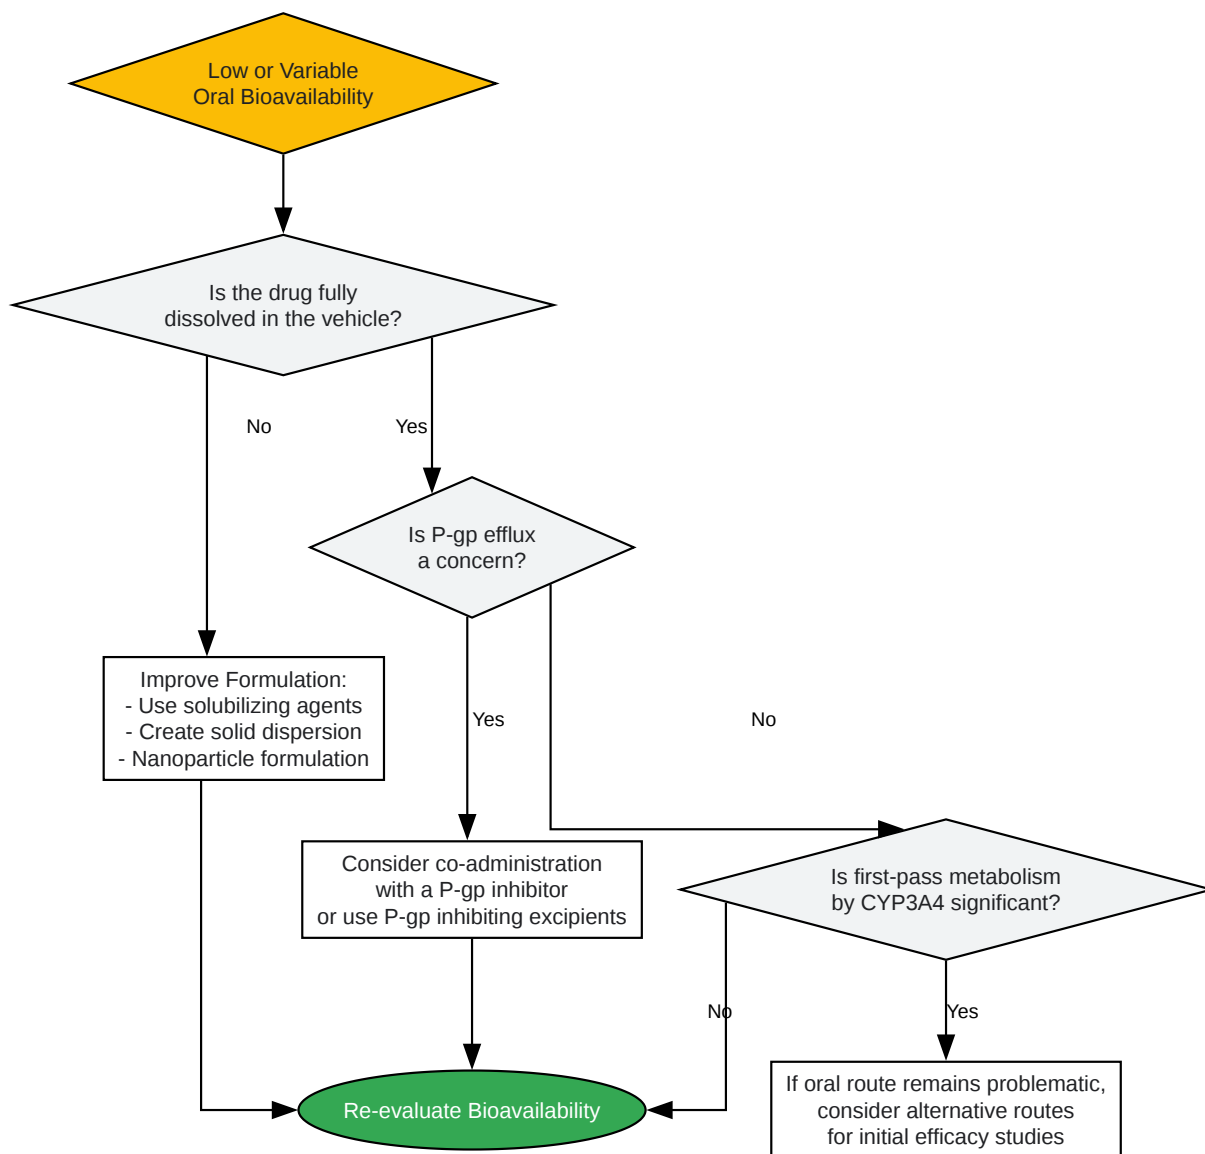 Low or Variable
Oral Bioavailability
Is the drug fully
dissolved in the vehicle?
No
Yes
Is P-gp efflux
a concern?
Improve Formulation:
- Use solubilizing agents
- Create solid dispersion
- Nanoparticle formulation
Yes
No
Consider co-administration
with a P-gp inhibitor
or use P-gp inhibiting excipients
Is first-pass metabolism
by CYP3A4 significant?
No
Yes
Re-evaluate Bioavailability
If oral route remains problematic,
consider alternative routes
for initial efficacy studies